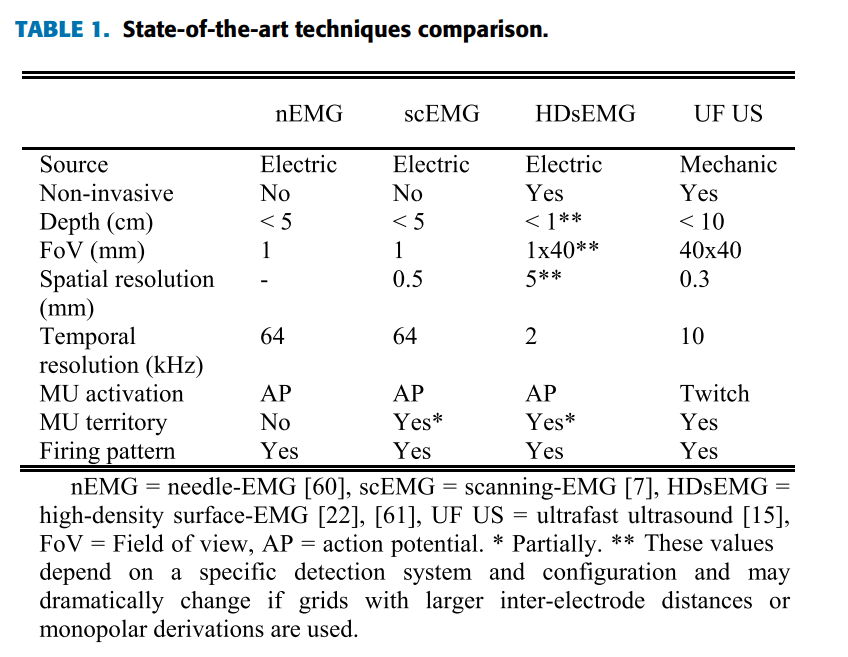 TABLE 1. State-of-the-art techniques comparison.
nEMG scEMG HDsEMG UF US
Source Electric Electric Electric Mechanic
Non-invasive No No Yes Yes
Depth (cm) < 5 < 5 < 1** < 10
FoV (mm) 1 1 1x40** 40x40
Spatial resolution - 0.5 5** 0.3
(mm)
Temporal 64 64 2 10
resolution (kHz)
MU activation AP AP AP Twitch
MU territory No Yes* Yes* Yes
Firing pattern Yes Yes Yes Yes
nEMG = needle-EMG [60], scEMG = scanning-EMG [7], HDsEMG =
high-density surface-EMG [22], [61], UF US = ultrafast ultrasound [15],
FoV = Field of view, AP = action potential. * Partially. ** These values
depend on a specific detection system and configuration and may
dramatically change if grids with larger inter-electrode distances or
monopolar derivations are used.